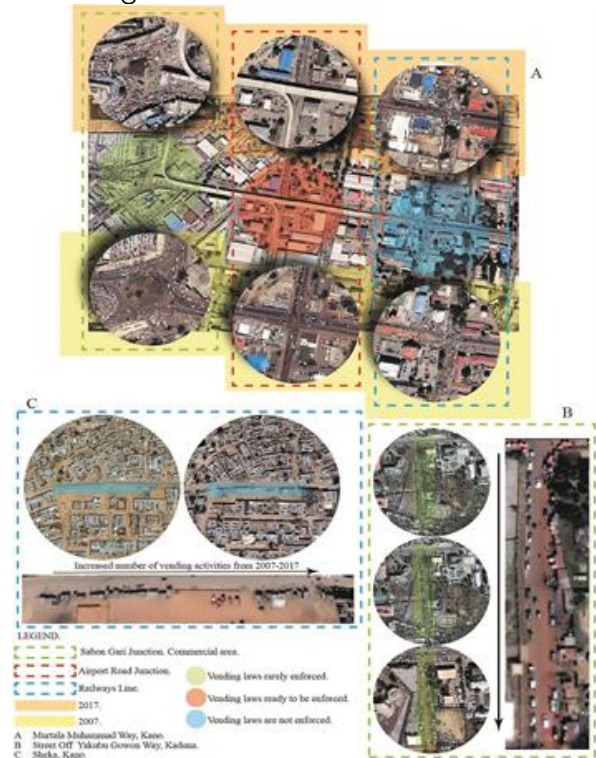 A
C
B
Increased number of vending activities from 2007-2017
LEGEND.
Sabon Gari Junction. Commercial area.
Airport Road Junction.
Railways Line.
2017.
2007.
Vending laws rarely enforced.
Vending laws ready to be enforced.
Vending laws are not enforced.
A Murtala Muhammad Way, Kano.
B Street Off Yakubu Gowon Way, Kaduna.
C Sheka, Kano.